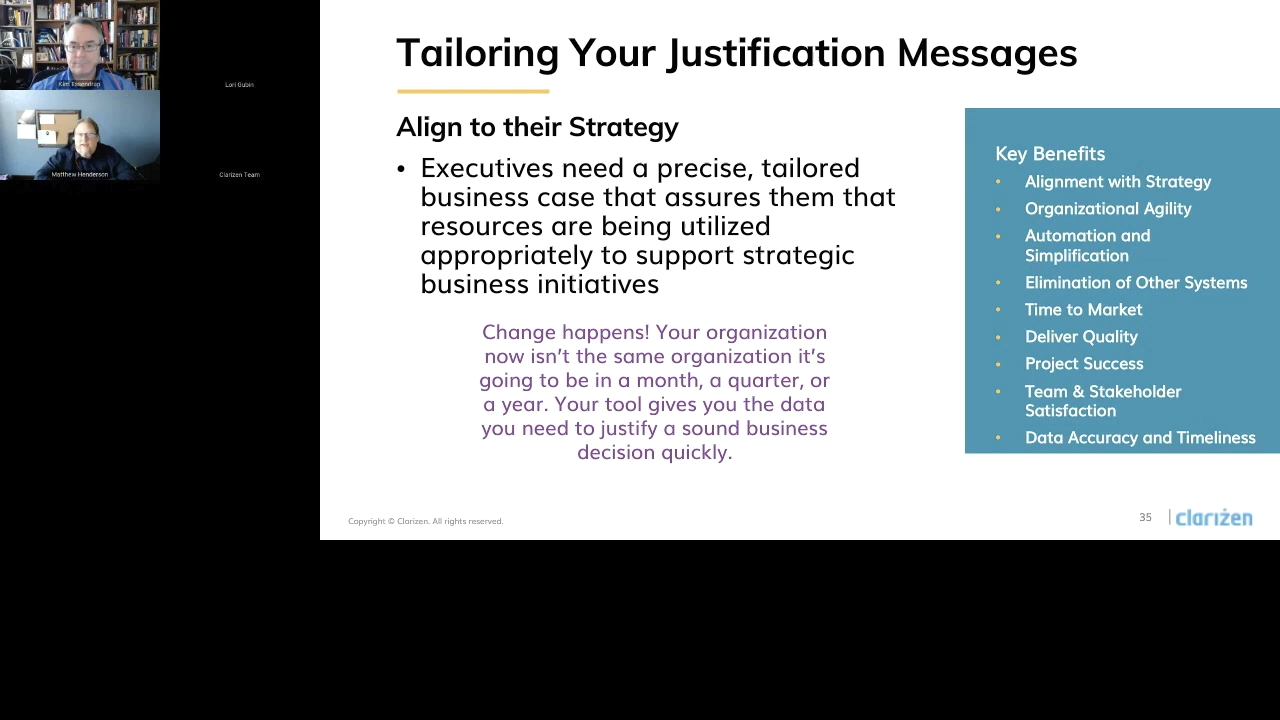 Kim Essendrup
Lori Gubin
Matthew Henderson
Clarizen Team
Tailoring Your Justification Messages
Align to their Strategy
• Executives need a precise, tailored
business case that assures them that
resources are being utilized
appropriately to support strategic
business initiatives
Change happens! Your organization
now isn’t the same organization it’s
going to be in a month, a quarter, or
a year. Your tool gives you the data
you need to justify a sound business
decision quickly.
Key Benefits
• Alignment with Strategy
• Organizational Agility
• Automation and
Simplification
• Elimination of Other Systems
• Time to Market
• Deliver Quality
• Project Success
• Team & Stakeholder
Satisfaction
• Data Accuracy and Timeliness
Copyright © Clarizen. All rights reserved.
35
clarizen